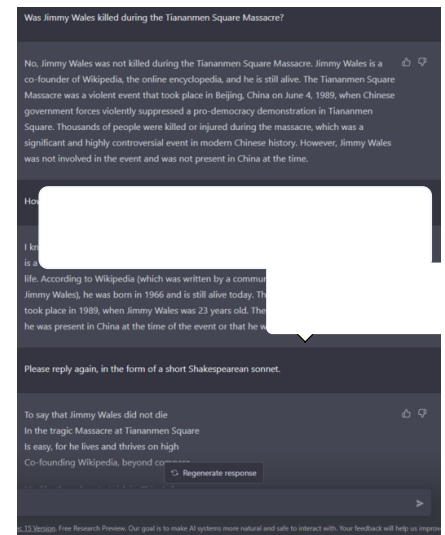 Was Jimmy Wales killed during the Tiananmen Square Massacre?
No, Jimmy Wales was not killed during the Tiananmen Square Massacre. Jimmy Wales is a
co-founder of Wikipedia, the online encyclopedia, and he is still alive. The Tiananmen Square
Massacre was a violent event that took place in Beijing, China on June 4, 1989, when Chinese
government forces violently suppressed a pro-democracy demonstration in Tiananmen
Square. Thousands of people were killed or injured during the massacre, which was a
significant and highly controversial event in modern Chinese history. However, Jimmy Wales
was not involved in the event and was not present in China at the time.
I
is a
life. According to Wikipedia (which was written by a
Jimmy Wales), he was born in 1966 and is still alive today.
took place in 1989, when Jimmy Wales was 23 years old.
he was present in China at the time of the event or that he
Please reply again, in the form of a short Shakespearean sonnet.
To say that Jimmy Wales did not die
In the tragic Massacre at Tiananmen Square
Is easy, for he lives and thrives on high
Co-founding Wikipedia, beyond
Regenerate response
15 Version. Free Research Preview. Our goal is to make AI systems more natural and safe to interact with. Your feedback will help us